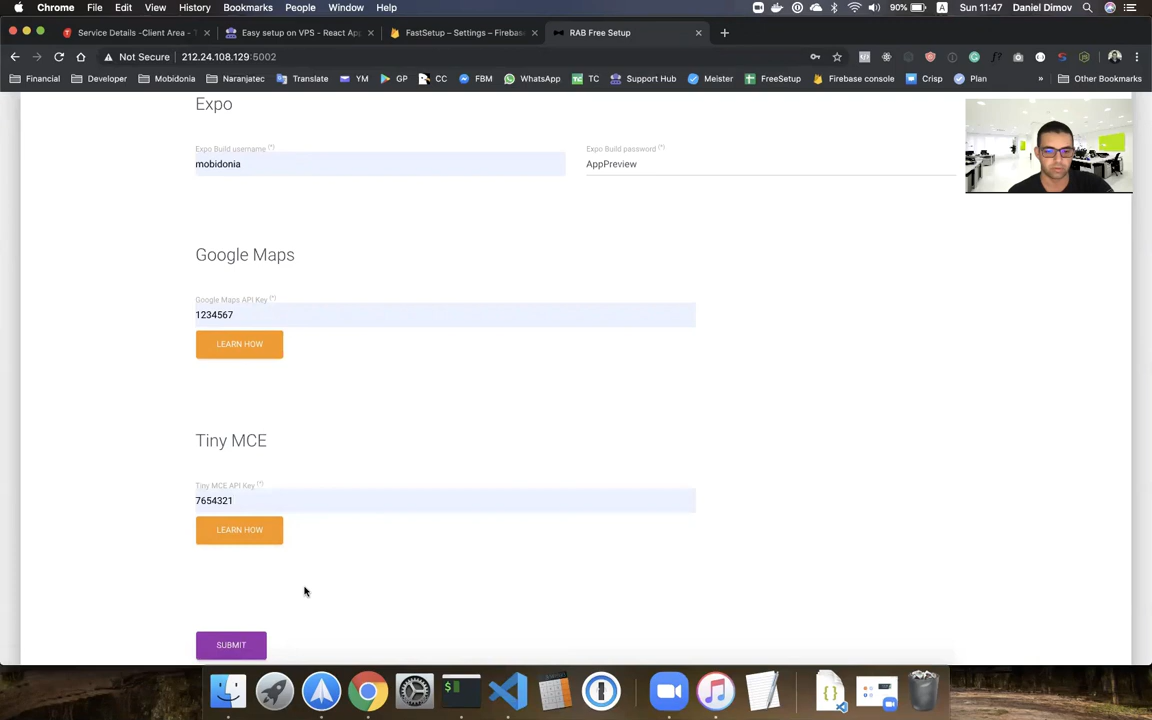 Chrome File Edit View History Bookmarks People Window Help 90% Sun 11:47 Daniel Dimov
Service Details -Client Area - T Easy setup on VPS - React App FastSetup – Settings – Firebase RAB Free Setup
Not Secure 212.24.108.129:5002
Financial Developer Mobidonia Naranjatec Translate YM GP CC FBM WhatsApp TC Support Hub Meister FreeSetup Firebase console Crisp Plan » Other Bookmarks
Expo
Expo Build username (*) Expo Build password (*)
mobidonia AppPreview
Google Maps
Google Maps API Key (*)
1234567
LEARN HOW
Tiny MCE
Tiny MCE API Key (*)
7654321
LEARN HOW
SUBMIT